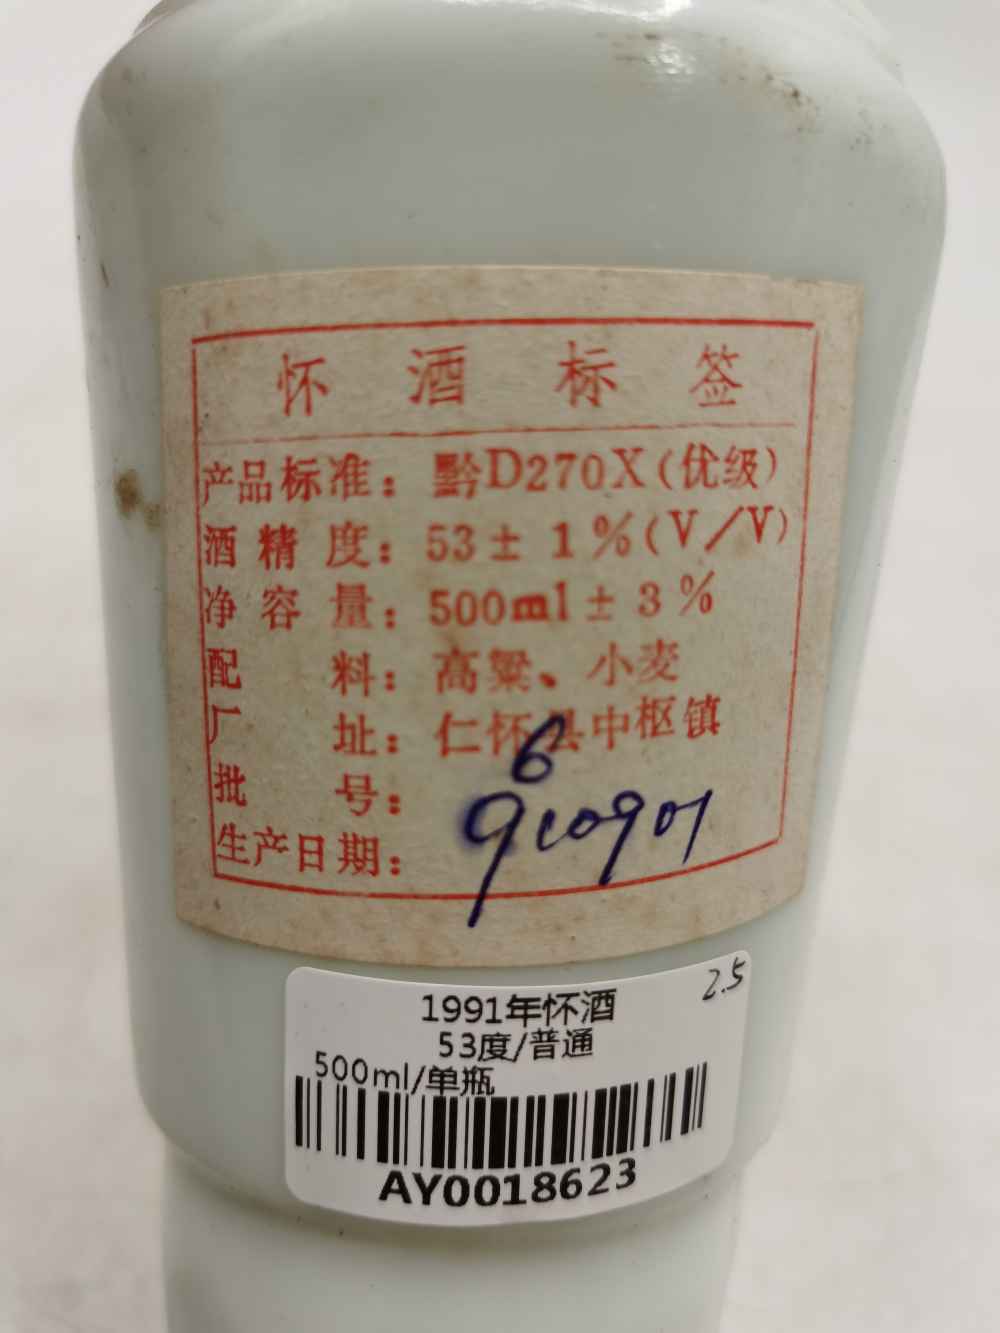 怀酒标签
产品标准：黔D270X（优级）
酒精度：53±1%（V/V）
净容量：500ml±3%
配料：高粱、小麦
厂址：仁怀县中枢镇
批号：6
生产日期：910901
2.5
1991年怀酒
53度/普通
500ml/单瓶
AY0018623